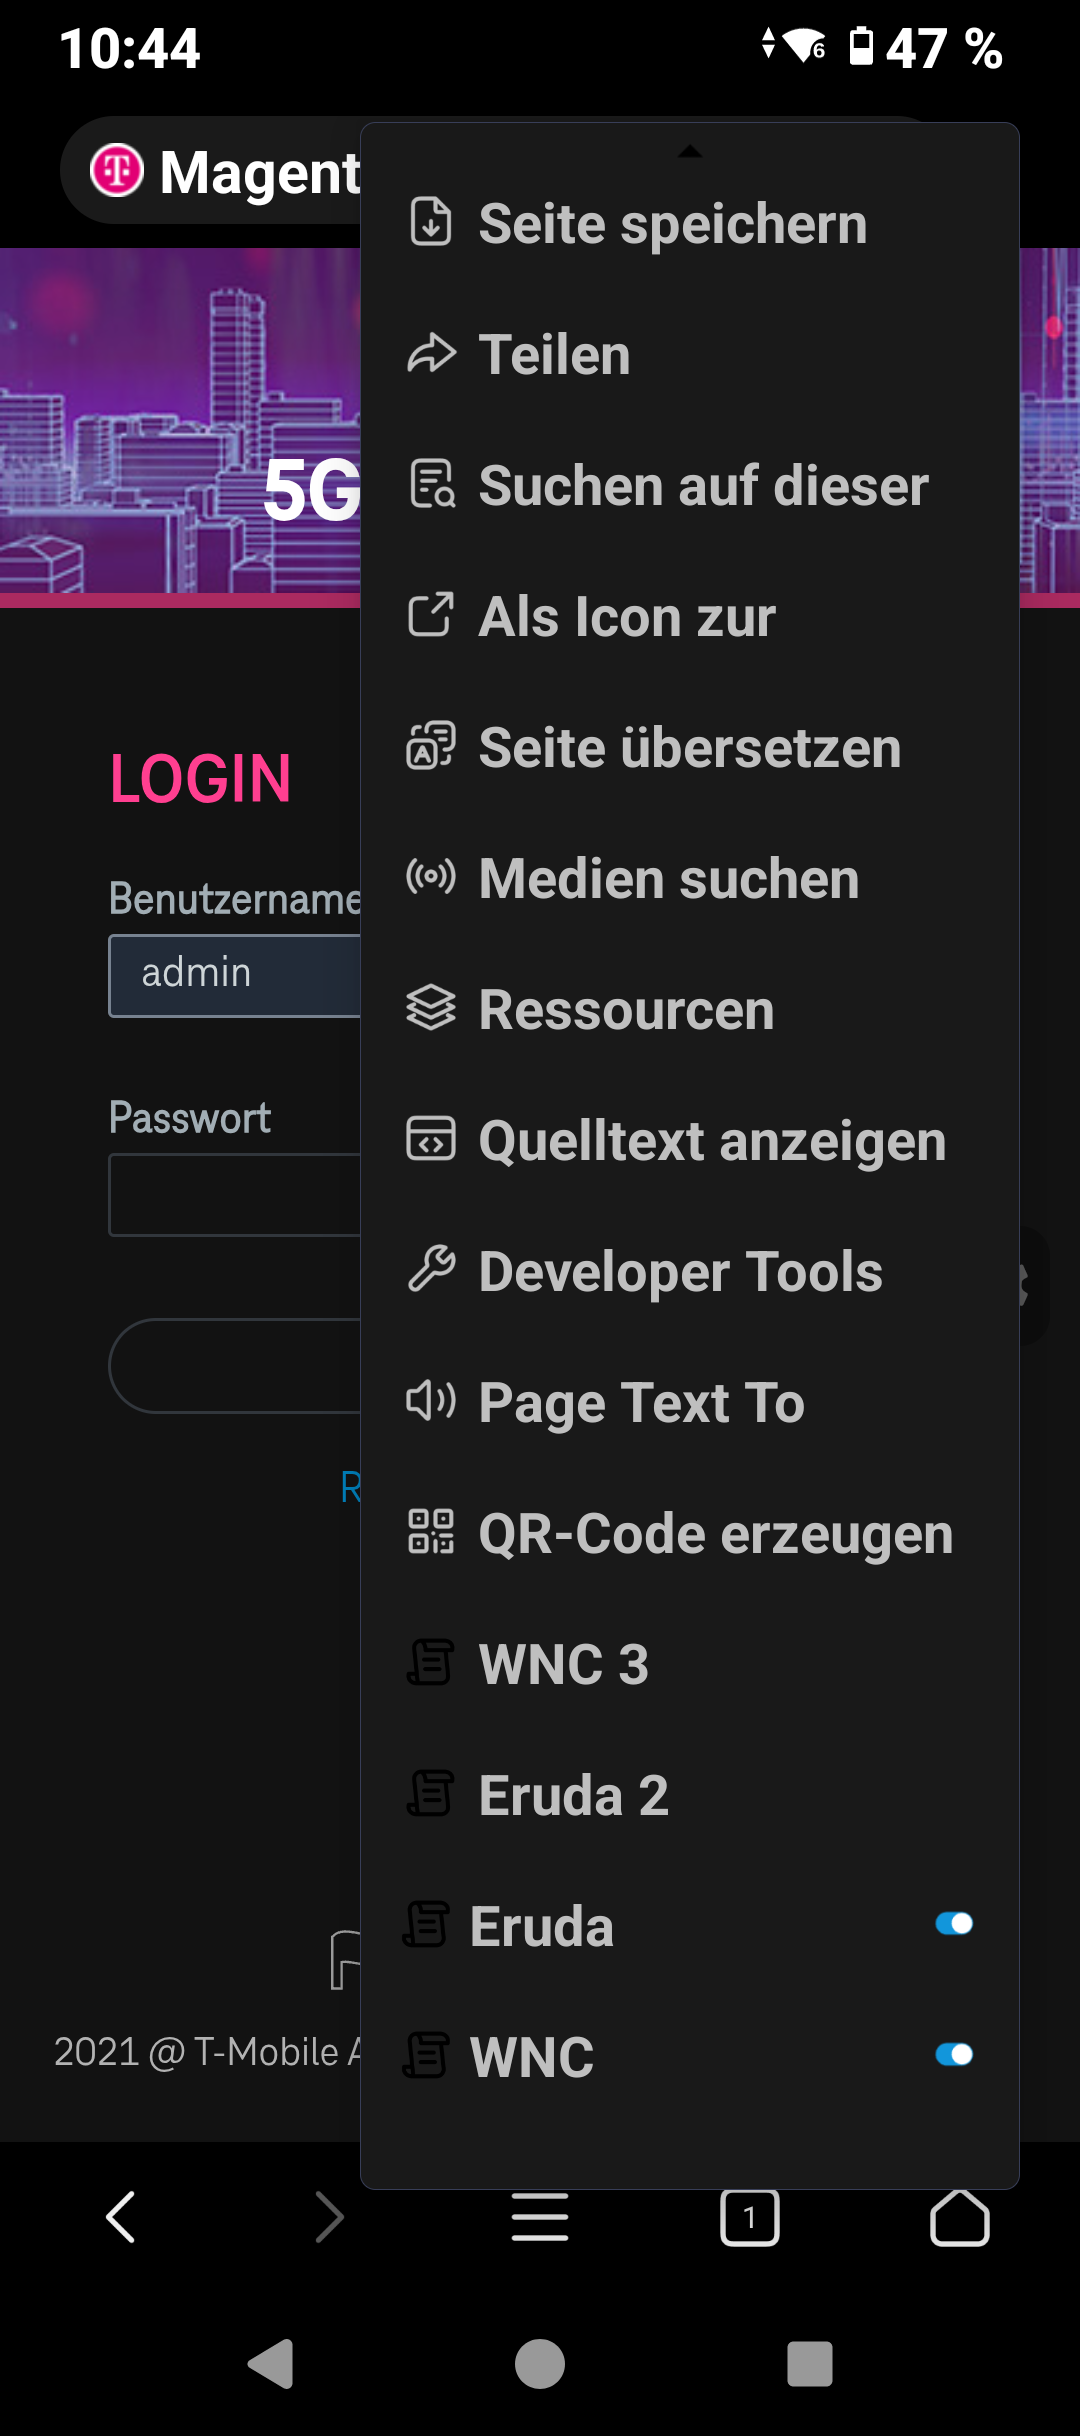 10:44
6
47 %
T
Magent
Seite speichern
Teilen
Suchen auf dieser
5G
Als Icon zur
LOGIN
Seite übersetzen
Benutzername
Medien suchen
admin
Ressourcen
Passwort
Quelltext anzeigen
Developer Tools
Page Text To
R
QR-Code erzeugen
WNC 3
Eruda 2
Eruda
2021 @ T-Mobile A
WNC
1